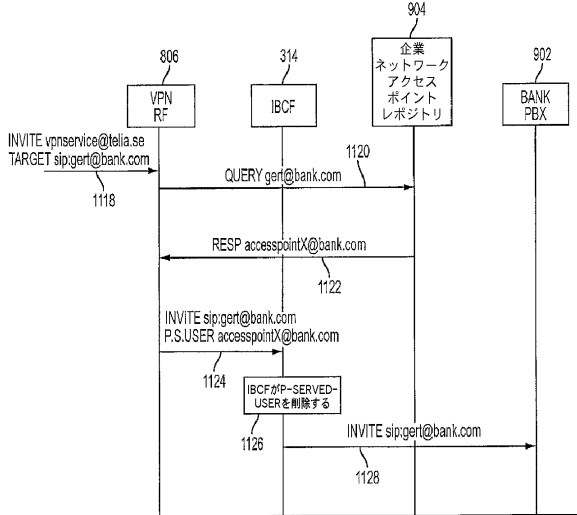 904
企業
ネットワーク
アクセス
ポイント
レポジトリ
806
314
902
VPN
RF
IBCF
BANK
PBX
INVITE vpnservice@telia.se
TARGET sip:gert@bank.com
1118
1120
QUERY gert@bank.com
RESP accesspointX@bank.com
1122
INVITE sip:gert@bank.com
P.S.USER accesspointX@bank.com
1124
IBCFがP-SERVED-
USERを削除する
1126
INVITE sip:gert@bank.com
1128